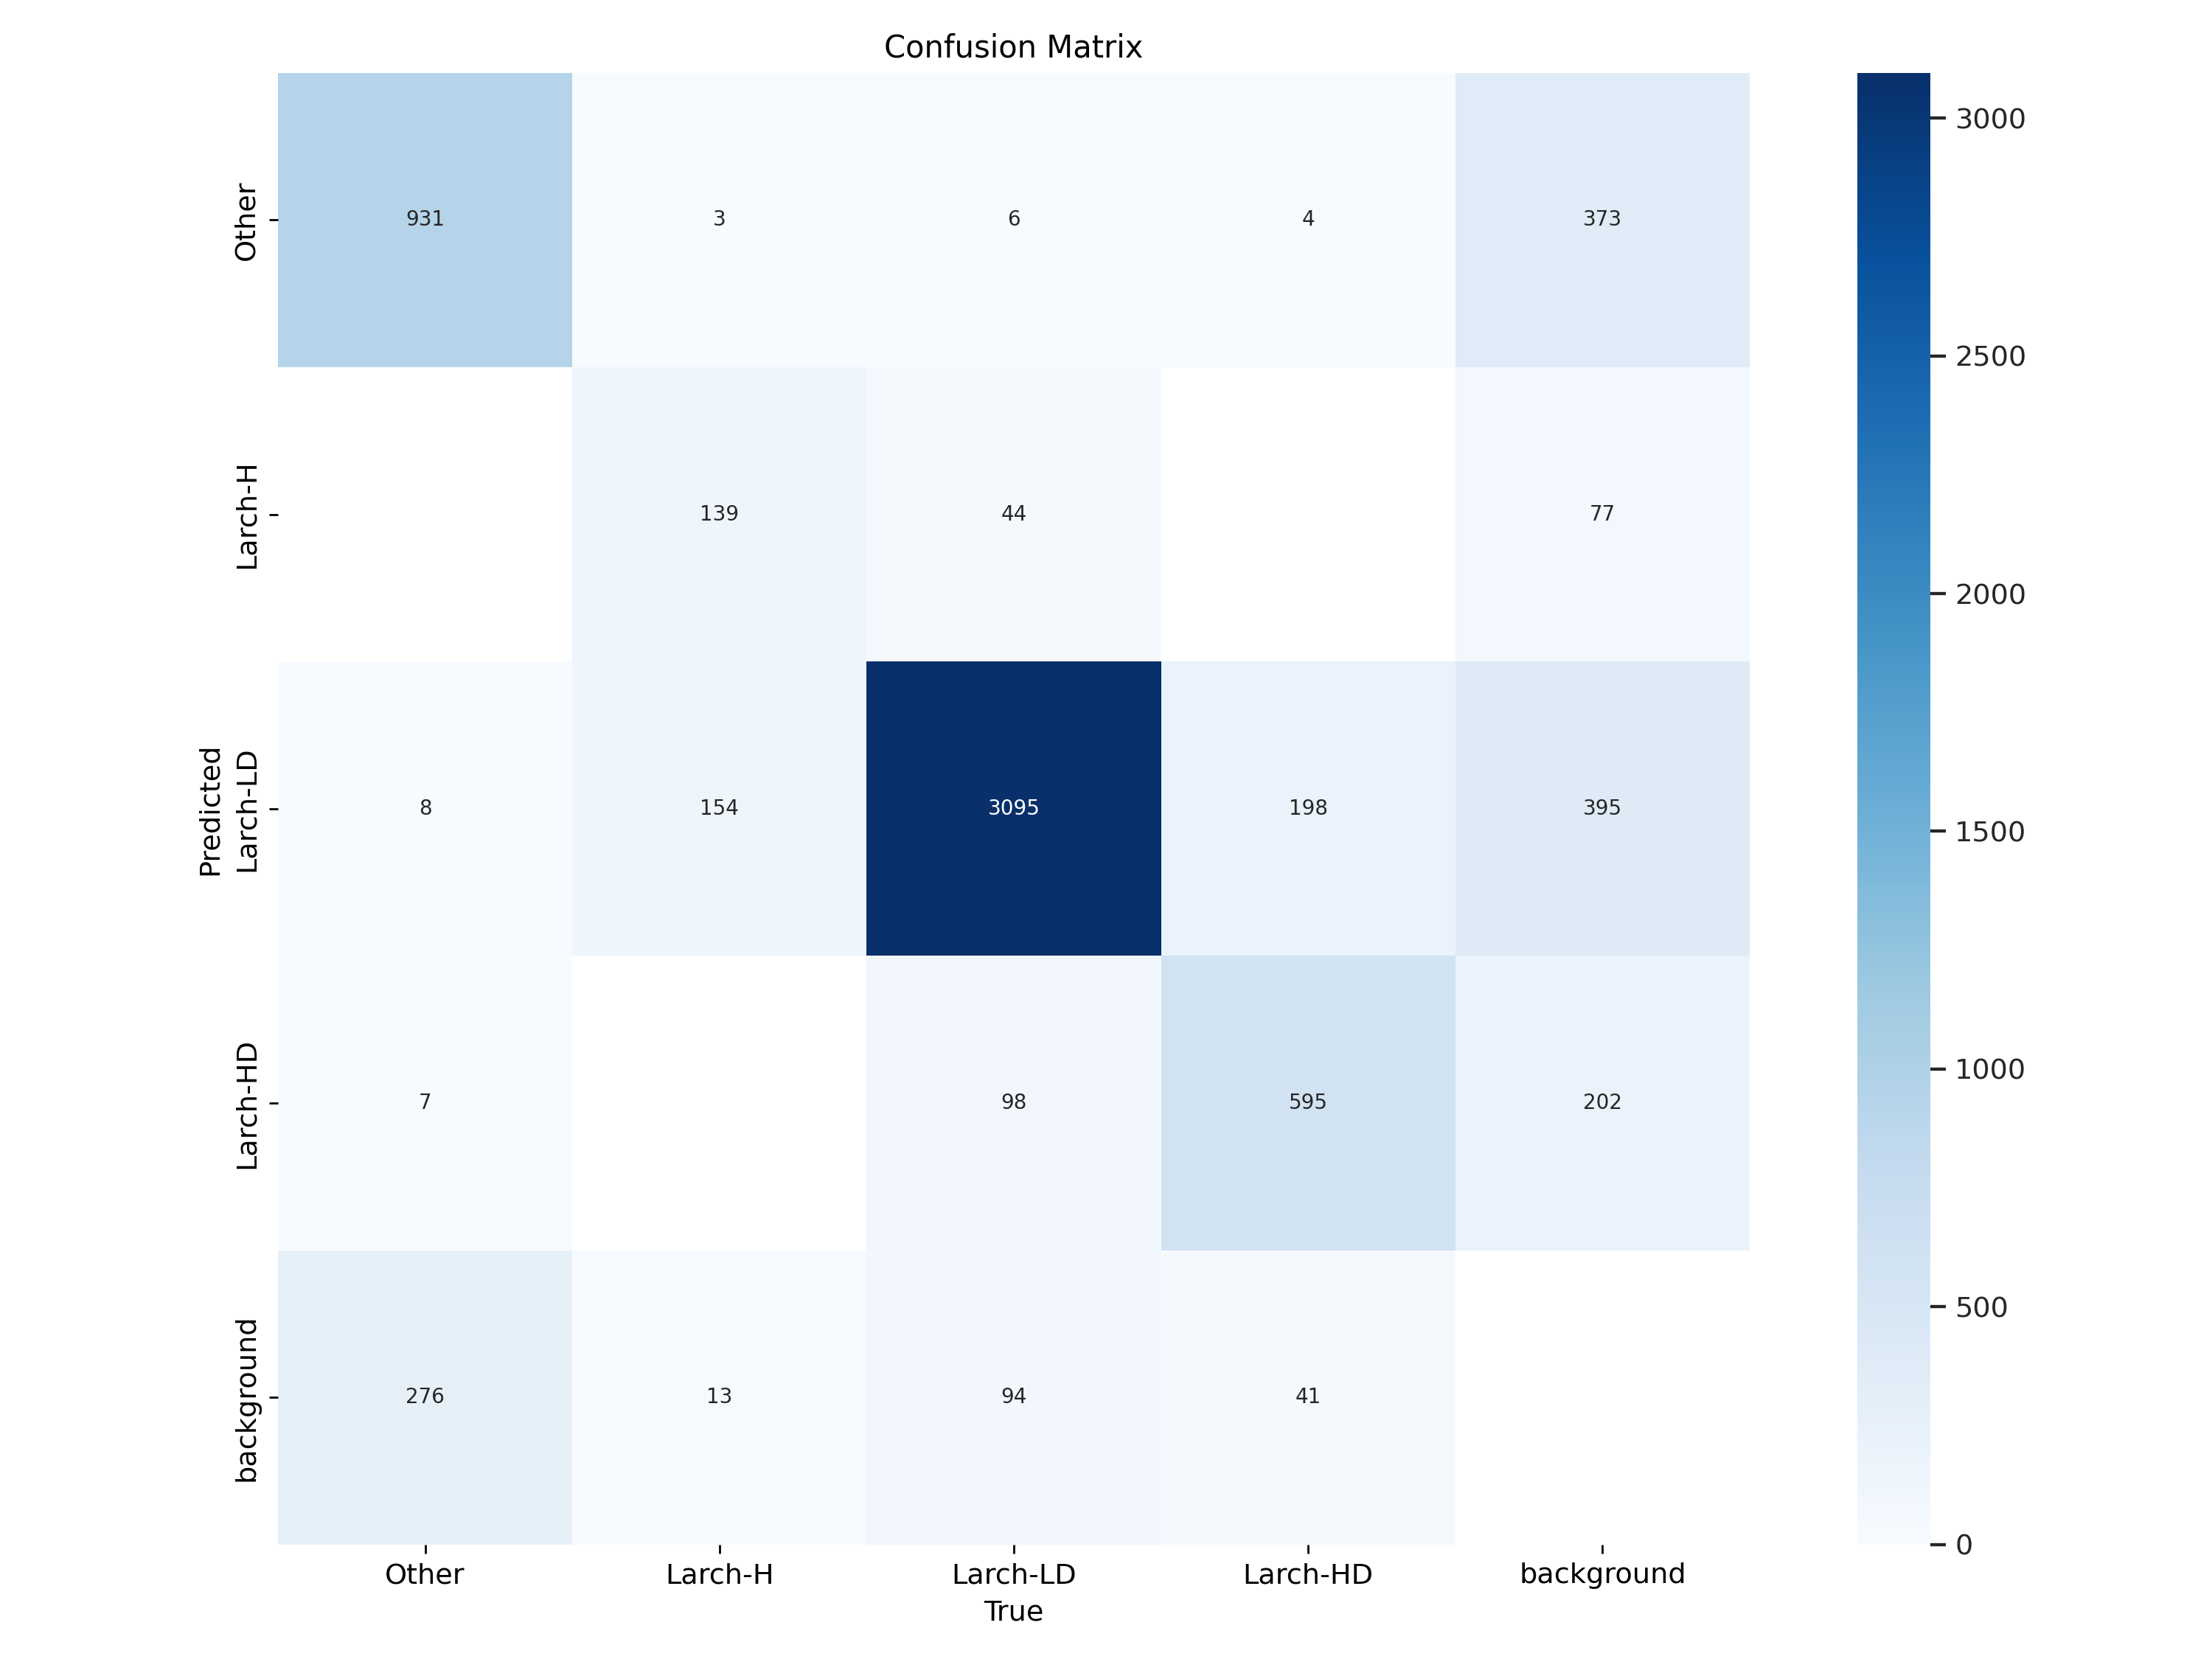 Confusion Matrix
Other
931
3
6
4
373
3000
2500
Larch-H
139
44
77
2000
Predicted
Larch-LD
8
154
3095
198
395
1500
Larch-HD
7
98
595
202
1000
background
276
13
94
41
500
0
Other
Larch-H
Larch-LD
Larch-HD
background
True